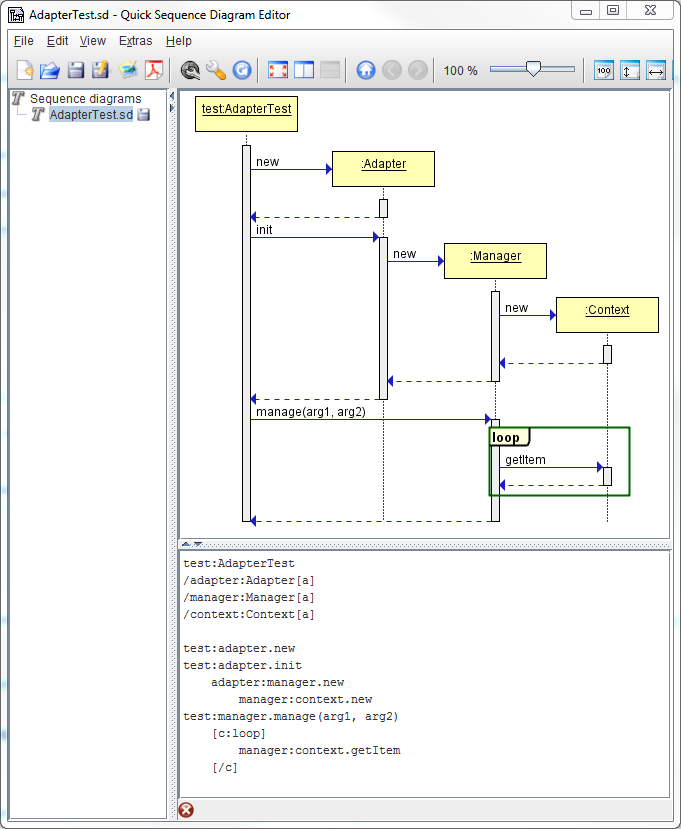 AdapterTest.sd - Quick Sequence Diagram Editor
File Edit View Extras Help
100 %
100
Sequence diagrams
AdapterTest.sd
test:AdapterTest
new
:Adapter
init
new
:Manager
new
:Context
manage(arg1, arg2)
loop
getItem
test:AdapterTest
/adapter:Adapter[a]
/manager:Manager[a]
/context:Context[a]
test:adapter.new
test:adapter.init
adapter:manager.new
manager:context.new
test:manager.manage(arg1, arg2)
[c:loop]
manager:context.getItem
[/c]